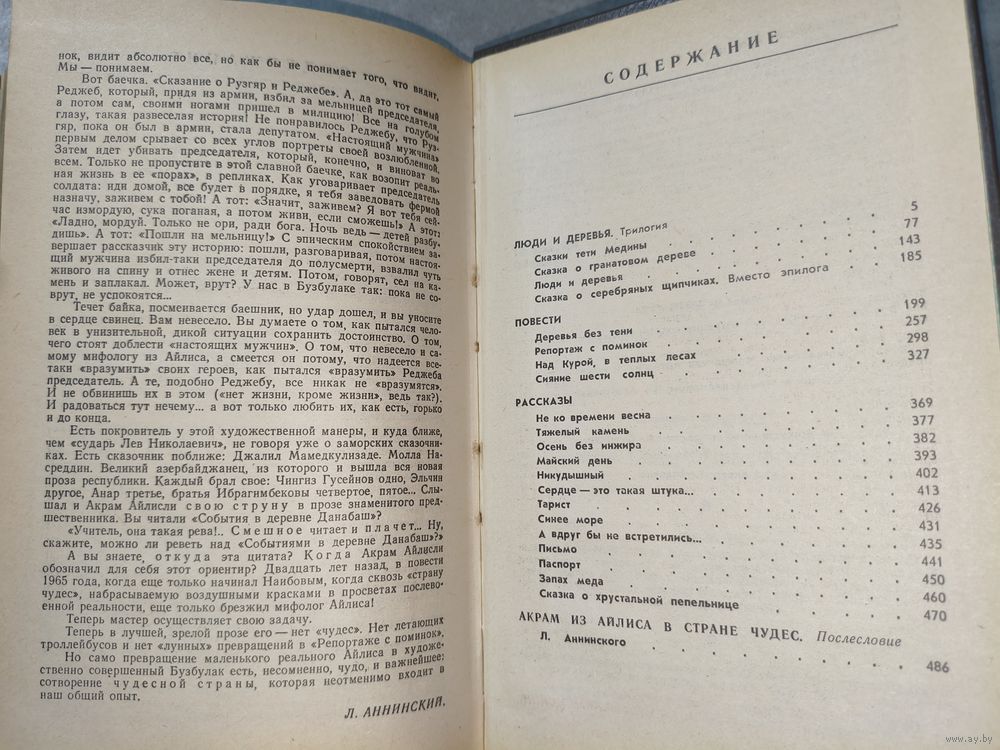 нок, видит абсолютно все, но как бы не понимает того, что видит.
Мы — понимаем.
Вот баечка. «Сказание о Рузгяр и Реджебе». А, да это тот самый
Реджеб, который, придя из армии, избил за мельницей председателя,
а потом сам, своими ногами пришел в милицию! Все на голубом
глазу, такая развеселая история! Не понравилось Реджебу, что Руз-
гяр, пока он был в армии, стала депутатом. «Настоящий мужчина»
первым делом срывает со всех углов портреты своей возлюбленной.
Затем идет убивать председателя, который, конечно, и виноват во
всем. Только не пропустите в этой славной баечке, как возопит реаль-
ная жизнь в ее «порах», в репликах. Как уговаривает председатель
солдата: иди домой, все будет в порядке, я тебя заведовать фермой
назначу, заживем с тобой! А тот: «Значит, заживем? Я вот тебя сей-
час измордую, сука поганая, а потом живи, если сможешь!» А этот:
«Ладно, мордуй. Только не ори, ради бога. Ночь ведь — детей разбу-
дишь». А тот: «Пошли на мельницу!» С эпическим спокойствием за-
вершает рассказчик эту историю: пошли, разговаривая, потом настоя-
щий мужчина избил-таки председателя до полусмерти, взвалил чуть
живого на спину и отнес жене и детям. Потом, говорят, сел на ка-
мень и заплакал. Может, врут? У нас в Бузбулаке так: пока не со-
врут, не успокоятся...
Течет байка, посмеивается баешник, но удар дошел, и вы уносите
в сердце свинец. Вам невесело. Вы думаете о том, как пытался чело-
век в унизительной, дикой ситуации сохранить достоинство. О том,
чего стоят доблести «настоящих мужчин». О том, что невесело и са-
мому мифологу из Айлиса, а смеется он потому, что надеется все-
таки «вразумить» своих героев, как пытался «вразумить» Реджеба
председатель. А те, подобно Реджебу, все никак не «вразумятся».
И не обвинишь их в этом («нет жизни, кроме жизни», ведь так?).
И радоваться тут нечему... а вот только любить их, как есть, горько
и до конца.
Есть покровитель у этой художественной манеры, и куда ближе,
чем «сударь Лев Николаевич», не говоря уже о заморских сказочни-
ках. Есть сказочник поближе: Джалил Мамедкулизаде. Молла На-
среддин. Великий азербайджанец, из которого и вышла вся новая
проза республики. Каждый брал свое: Чингиз Гусейнов одно, Эльчин
другое, Анар третье, братья Ибрагимбековы четвертое, пятое... Слы-
шал и Акрам Айлисли свою струну в прозе знаменитого пред-
шественника. Вы читали «События в деревне Данабаш»?
«Учитель, она такая рева!.. Смешное читает и плачет... Ну,
скажите, можно ли реветь над «Событиями в деревне Данабаш»?»
А вы знаете, откуда эта цитата? Когда Акрам Айлисли
обозначил для себя этот ориентир? Двадцать лет назад, в повести
1965 года, когда еще только начинал Наибовым, когда сквозь «страну
чудес», набрасываемую воздушными красками в просветах послево-
енной реальности, еще только брезжил мифолог Айлиса!
Теперь мастер осуществляет свою задачу.
Теперь в лучшей, зрелой прозе его — нет «чудес». Нет летающих
троллейбусов и нет «лунных» превращений в «Репортаже с поминок».
Но само превращение маленького реального Айлиса в художе-
ственно совершенный Бузбулак есть, несомненно, чудо, и важнейшее:
сотворение чудесной страны, которая неотменимо входит в
наш общий опыт.
Л. АННИНСКИЙ.
СОДЕРЖАНИЕ
ЛЮДИ И ДЕРЕВЬЯ. Трилогия
Сказки тети Медины . . . . . 5
Сказка о гранатовом дереве . . . . . 77
Люди и деревья . . . . . 143
Сказка о серебряных щипчиках. Вместо эпилога . . . 185
ПОВЕСТИ
Деревья без тени . . . . . 199
Репортаж с поминок . . . . . 257
Над Курой, в теплых лесах . . . . . 298
Сияние шести солнц . . . . . 327
РАССКАЗЫ
Не ко времени весна . . . . . 369
Тяжелый камень . . . . . 377
Осень без инжира . . . . . 382
Майский день . . . . . 393
Никудышный . . . . . 402
Сердце — это такая штука... . . . . . 413
Тарист . . . . . 426
Синее море . . . . . 431
А вдруг бы не встретились... . . . . . 435
Письмо . . . . . 441
Паспорт . . . . . 450
Запах меда . . . . . 460
Сказка о хрустальной пепельнице . . . . . 470
АКРАМ ИЗ АЙЛИСА В СТРАНЕ ЧУДЕС. Послесловие
Л. Аннинского . . . . . 486
www.ay.by